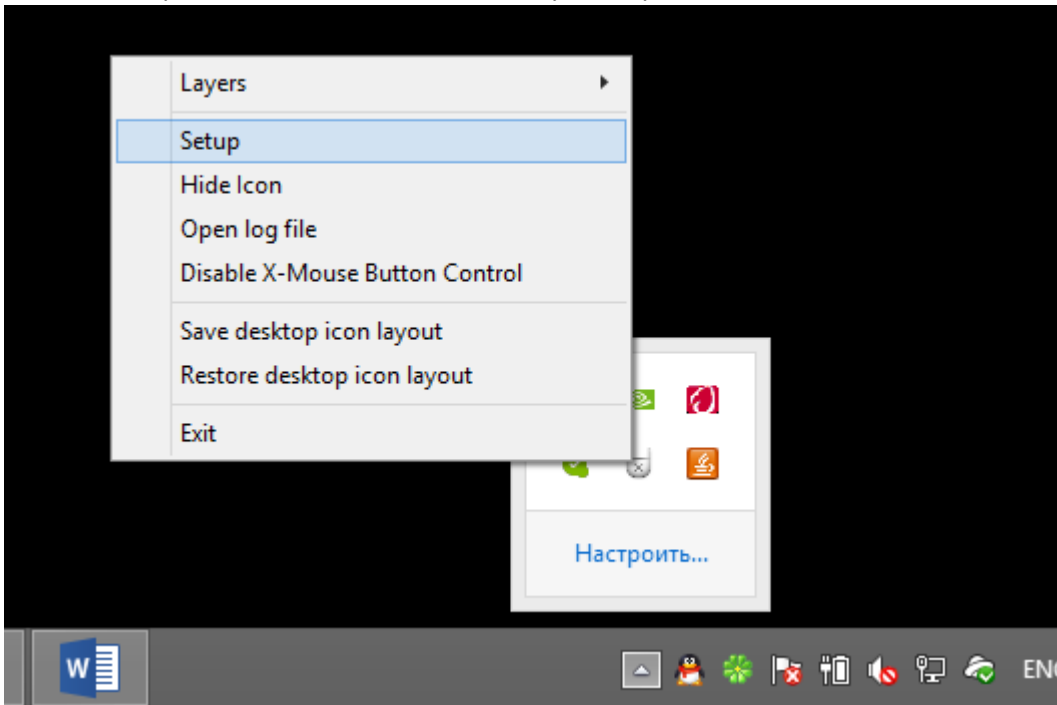 Layers
Setup
Hide Icon
Open log file
Disable X-Mouse Button Control
Save desktop icon layout
Restore desktop icon layout
Exit
Настроить...
W